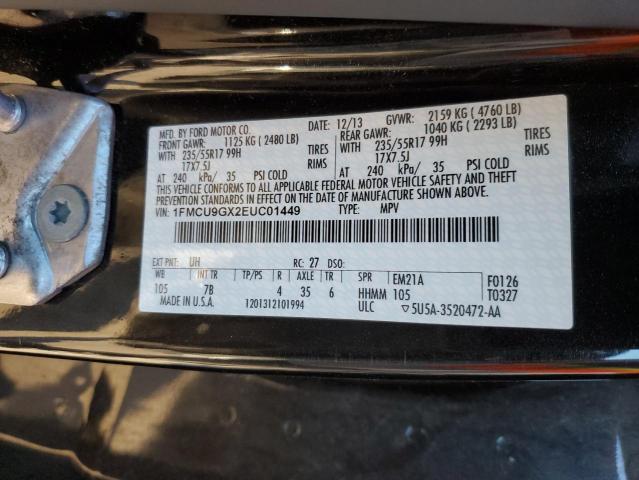 MFD. BY FORD MOTOR CO. 12/13 GVWR: 2159 KG ( 4760 LB)
FRONT GAWR: 1125 KG ( 2480 LB) REAR GAWR: 1040 KG ( 2293 LB)
WITH 235/55R17 99H TIRES WITH 235/55R17 99H TIRES
17X7.5J RIMS 17X7.5J RIMS
AT 240 kPa/ 35 PSI COLD AT 240 kPa/ 35 PSI COLD
THIS VEHICLE CONFORMS TO ALL APPLICABLE FEDERAL MOTOR VEHICLE SAFETY AND THEFT
PREVENTION STANDARDS IN EFFECT ON THE DATE OF MANUFACTURE SHOWN ABOVE.
VIN: 1FMCU9GX2EUC01449 TYPE: MPV
EXT PNT: UH RC: 27 DSO:
WB INT TR TP/PS R AXLE TR SPR EM21A F0126
105 7B 4 35 6 HHMM 105 T0327
MADE IN U.S.A. 1201312101994 ULC ▽5U5A-3520472-AA